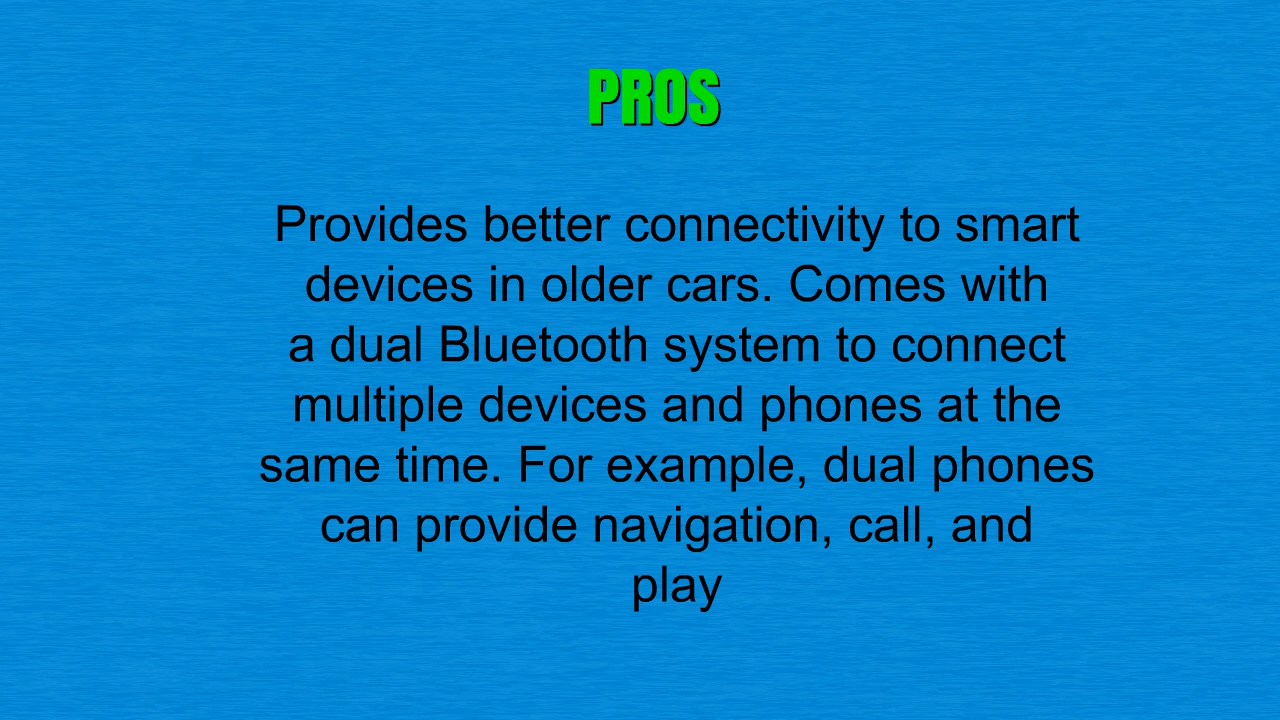 PROS
Provides better connectivity to smart
devices in older cars. Comes with
a dual Bluetooth system to connect
multiple devices and phones at the
same time. For example, dual phones
can provide navigation, call, and
play